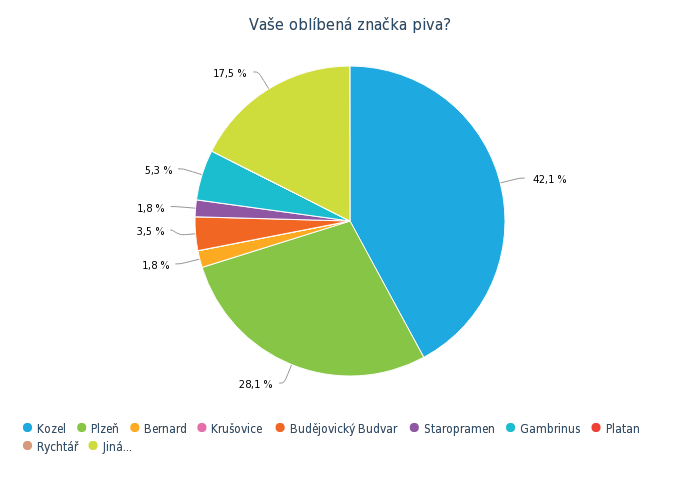 Vaše oblíbená značka piva?
17,5 %
42,1 %
5,3 %
1,8 %
3,5 %
1,8 %
28,1 %
Kozel Plzeň Bernard Krušovice Budějovický Budvar Staropramen Gambrinus Platan
Rychtář Jiná...